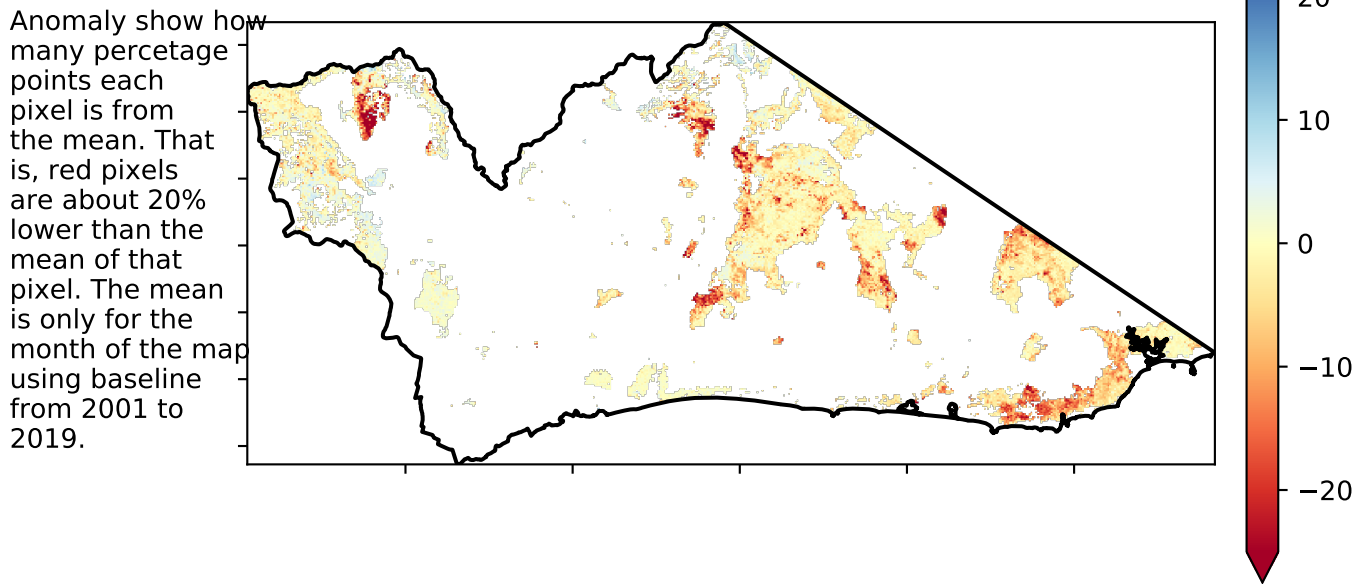 Anomaly show how
many percetage
points each
pixel is from
the mean. That
is, red pixels
are about 20%
lower than the
mean of that
pixel. The mean
is only for the
month of the map
using baseline
from 2001 to
2019.
20
10
0
−10
−20